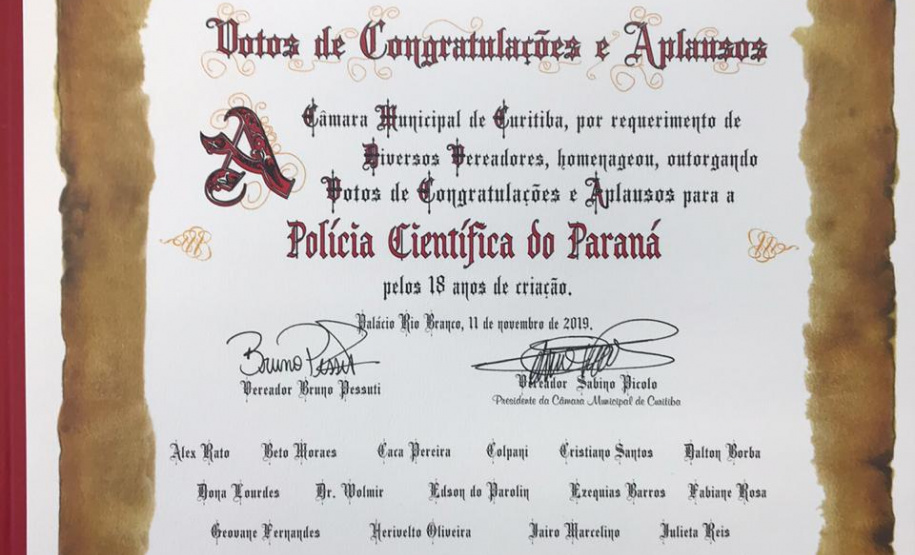 Votos de Congratulações e Aplausos
A Câmara Municipal de Curitiba, por requerimento de
Diversos Vereadores, homenageou, outorgando
Votos de Congratulações e Aplausos para a
Polícia Científica do Paraná
pelos 18 anos de criação.
Palácio Rio Branco, 11 de novembro de 2019.
Bruno Pessuti
Vereador Bruno Pessuti
Vereador Sabino Picolo
Presidente da Câmara Municipal de Curitiba
Alex Rato Beto Moraes Caca Pereira Colpani Cristiano Santos Dalton Borba
Dona Lourdes Dr. Wolmir Edson do Parolin Ezequias Barros Fabiane Rosa
Geovane Fernandes Herivelto Oliveira Jairo Marcelino Julieta Reis